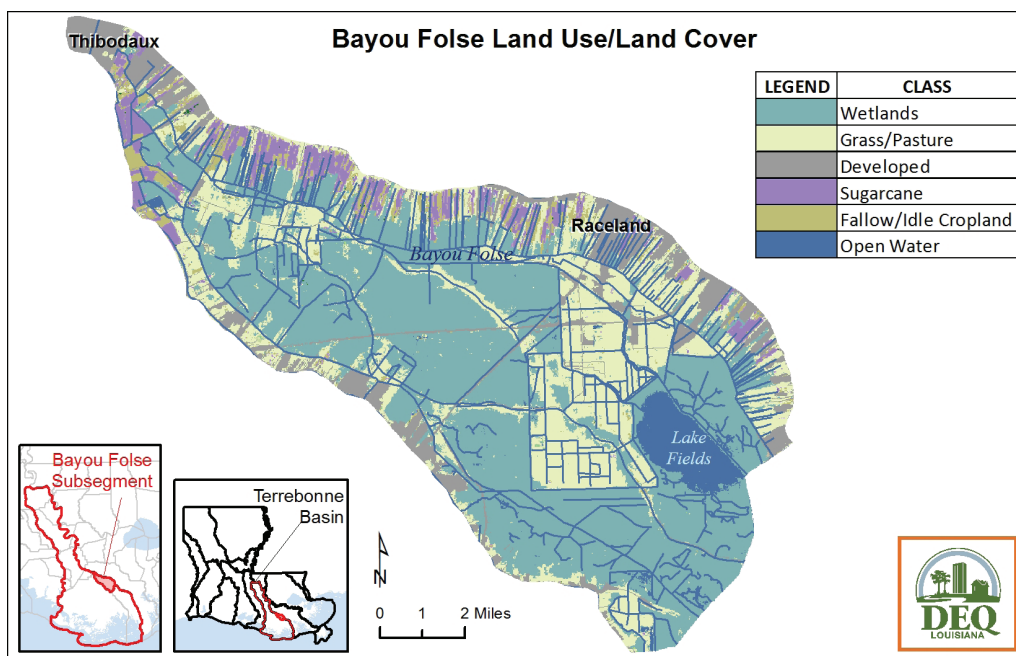 Bayou Folse Land Use/Land Cover
Thibodaux
LEGEND CLASS
Wetlands
Grass/Pasture
Developed
Sugarcane
Fallow/Idle Cropland
Open Water
Raceland
Bayou Folse
Lake
Fields
Bayou Folse
Subsegment
Terrebonne
Basin
N
0 1 2 Miles
DEQ
LOUISIANA